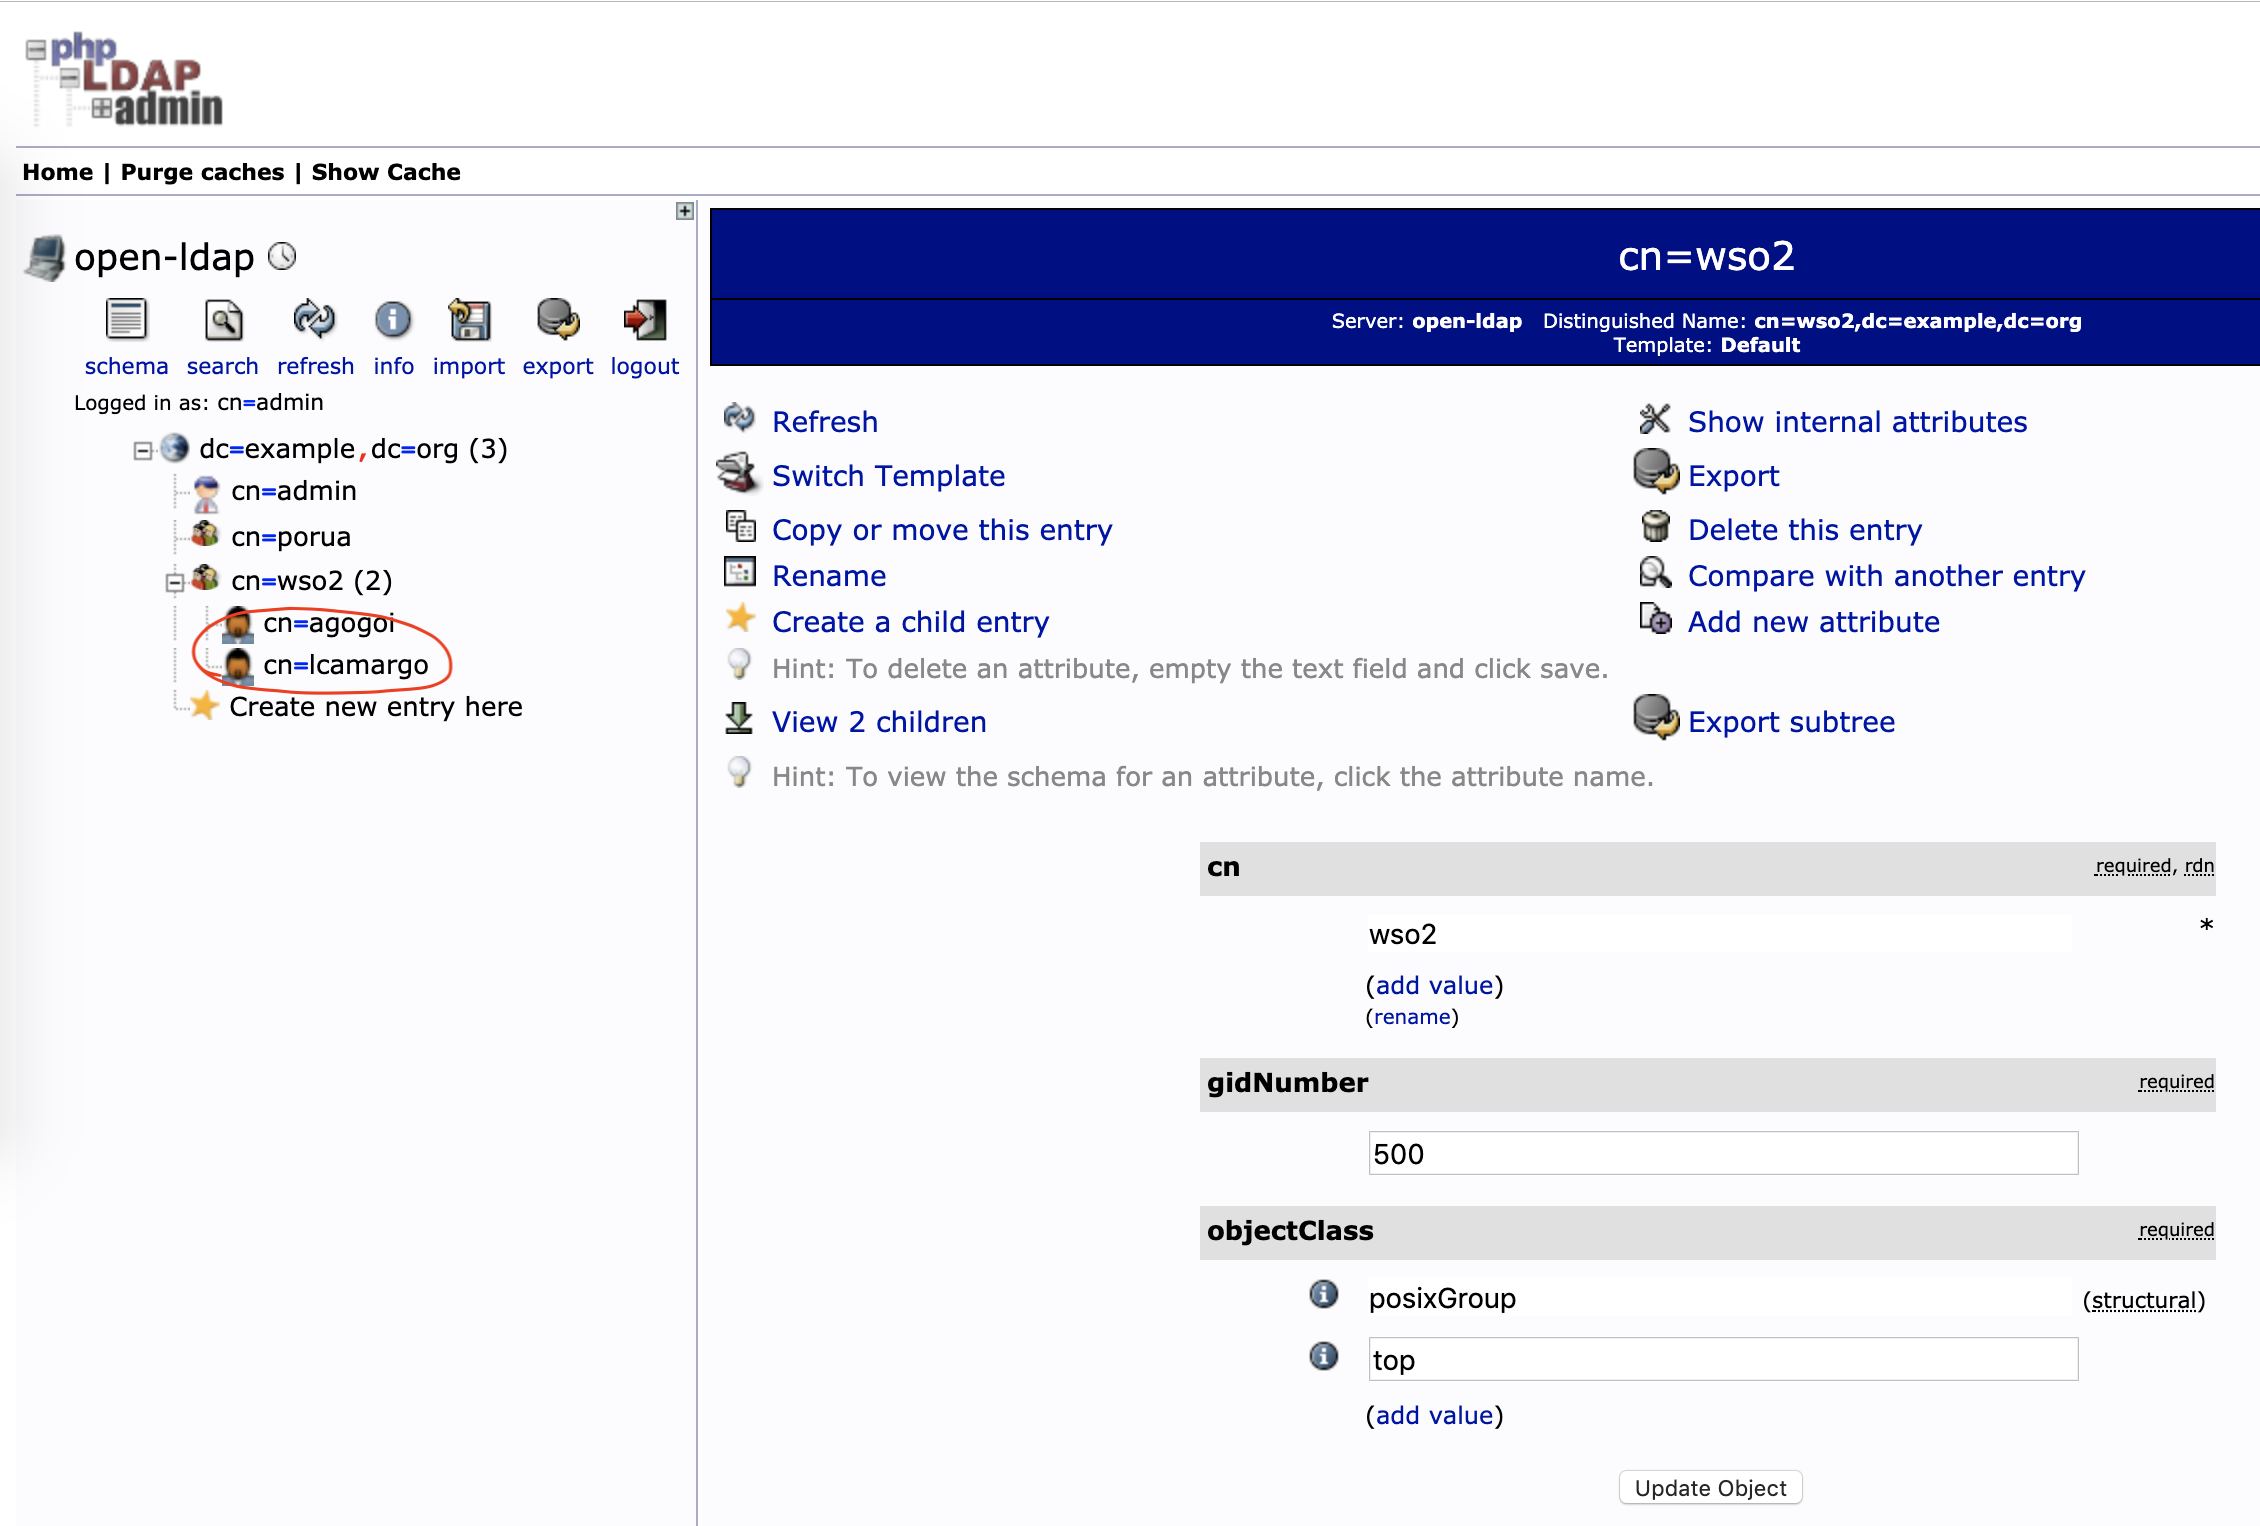 php
LDAP
admin
Home | Purge caches | Show Cache
open-ldap
schema search refresh info import export logout
Logged in as: cn=admin
dc=example,dc=org (3)
cn=admin
cn=porua
cn=wso2 (2)
cn=agogoi
cn=lcamargo
Create new entry here
cn=wso2
Server: open-ldap Distinguished Name: cn=wso2,dc=example,dc=org
Template: Default
Refresh
Show internal attributes
Switch Template
Export
Copy or move this entry
Delete this entry
Rename
Compare with another entry
Create a child entry
Add new attribute
Hint: To delete an attribute, empty the text field and click save.
View 2 children
Export subtree
Hint: To view the schema for an attribute, click the attribute name.
cn required, rdn
wso2 *
(add value)
(rename)
gidNumber required
500
objectClass required
posixGroup (structural)
top
(add value)
Update Object